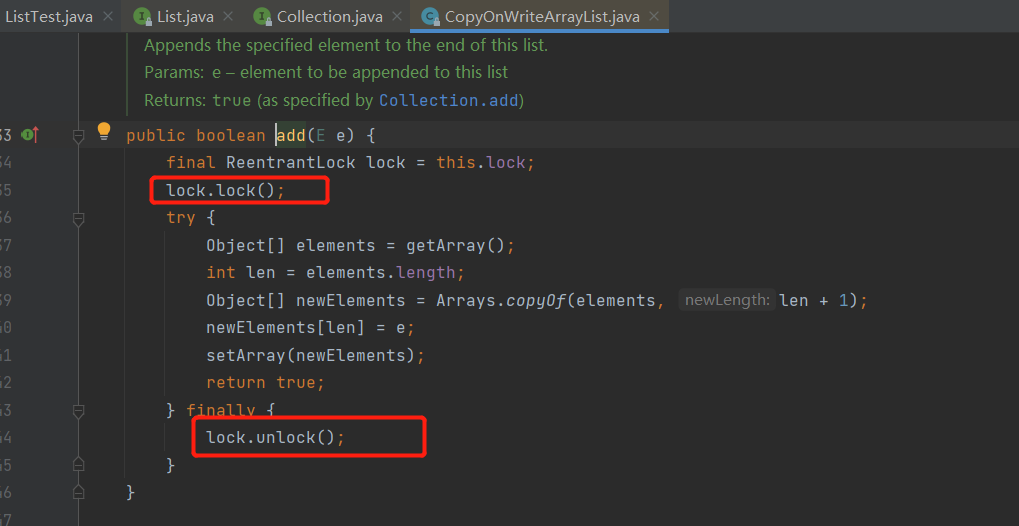 ListTest.java × List.java × Collection.java × CopyOnWriteArrayList.java ×
Appends the specified element to the end of this list.
Params: e – element to be appended to this list
Returns: true (as specified by Collection.add)
33 public boolean add(E e) {
34 final ReentrantLock lock = this.lock;
35 lock.lock();
36 try {
37 Object[] elements = getArray();
38 int len = elements.length;
39 Object[] newElements = Arrays.copyOf(elements, newLength: len + 1);
40 newElements[len] = e;
41 setArray(newElements);
42 return true;
43 } finally {
44 lock.unlock();
45 }
46 }
47